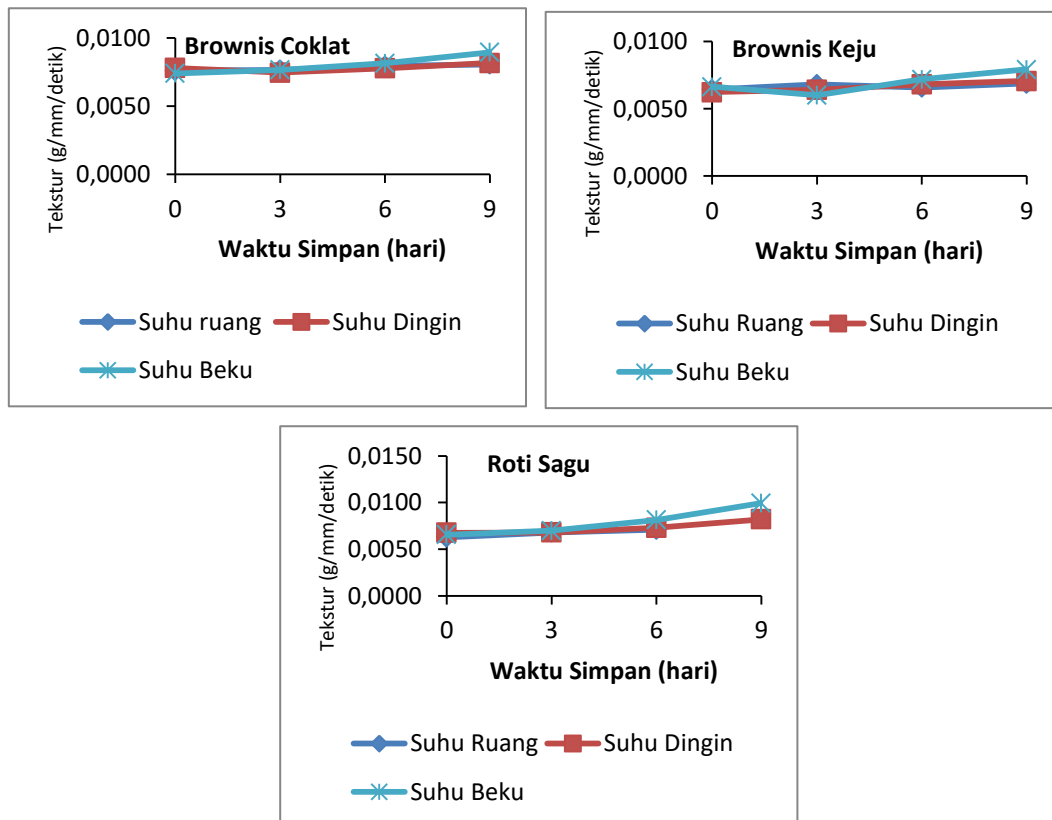 Brownis Coklat
Tekstur (g/mm/detik)
0,0100
0,0050
0,0000
0 3 6 9
Waktu Simpan (hari)
Suhu ruang Suhu Dingin
Suhu Beku
Brownis Keju
Tekstur (g/mm/detik)
0,0100
0,0050
0,0000
0 3 6 9
Waktu Simpan (hari)
Suhu Ruang Suhu Dingin
Suhu Beku
Roti Sagu
Tekstur (g/mm/detik)
0,0150
0,0100
0,0050
0,0000
0 3 6 9
Waktu Simpan (hari)
Suhu Ruang Suhu Dingin
Suhu Beku